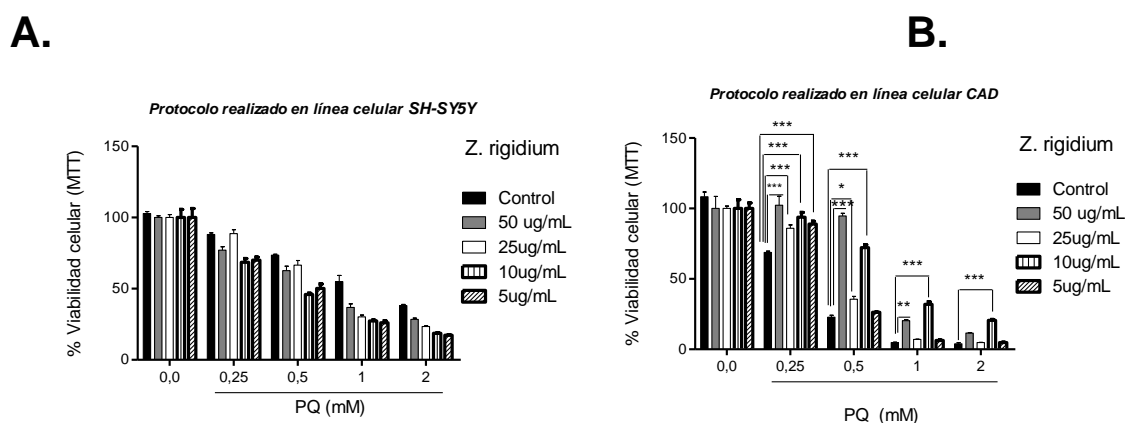 A.
B.
Protocolo realizado en línea celular SH-SY5Y
% Viabilidad celular (MTT)
150
100
50
0
0,0 0,25 0,5 1 2
PQ (mM)
Z. rigidium
Control
50 ug/mL
25ug/mL
10ug/mL
5ug/mL
Protocolo realizado en línea celular CAD
% Viabilidad celular (MTT)
150
100
50
0
***
***
***
***
***
*
***
***
**
***
0,0 0,25 0,5 1 2
PQ (mM)
Z. rigidium
Control
50 ug/mL
25ug/mL
10ug/mL
5ug/mL